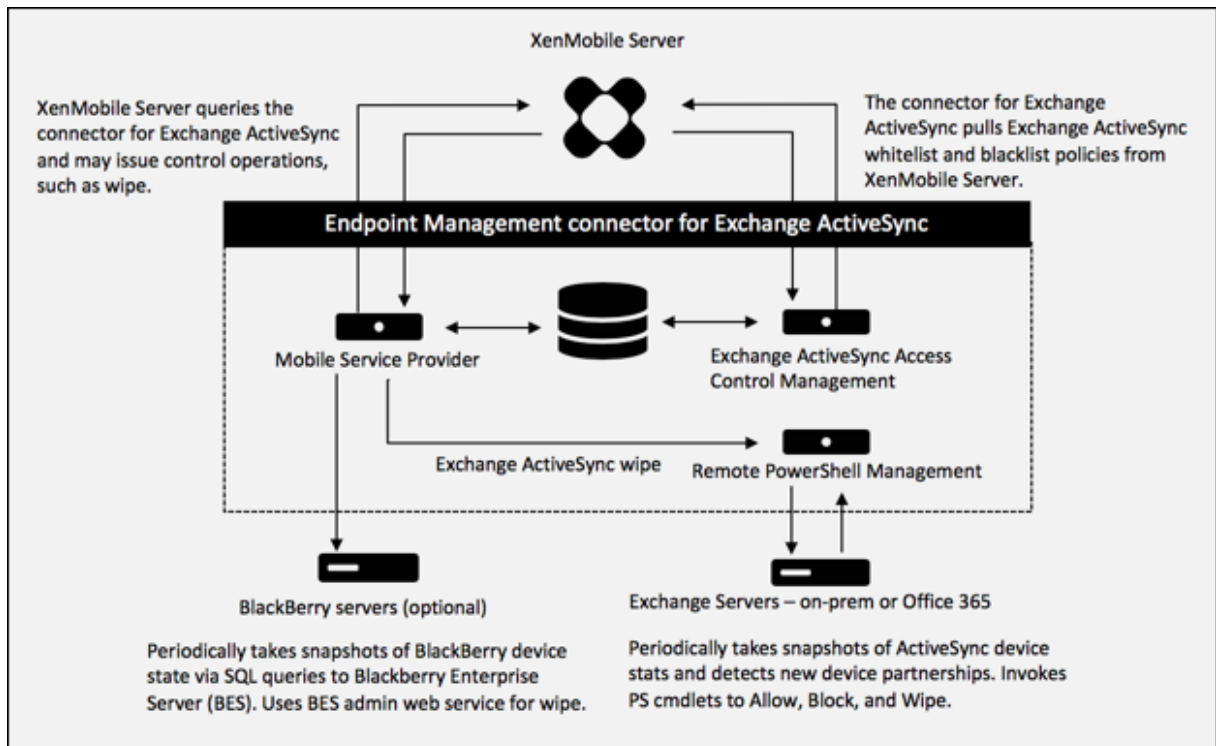 XenMobile Server
XenMobile Server queries the
connector for Exchange ActiveSync
and may issue control operations,
such as wipe.
The connector for Exchange
ActiveSync pulls Exchange ActiveSync
whitelist and blacklist policies from
XenMobile Server.
Endpoint Management connector for Exchange ActiveSync
Mobile Service Provider
Exchange ActiveSync Access
Control Management
Exchange ActiveSync wipe
Remote PowerShell Management
BlackBerry servers (optional)
Periodically takes snapshots of BlackBerry device
state via SQL queries to Blackberry Enterprise
Server (BES). Uses BES admin web service for wipe.
Exchange Servers – on-prem or Office 365
Periodically takes snapshots of ActiveSync device
stats and detects new device partnerships. Invokes
PS cmdlets to Allow, Block, and Wipe.